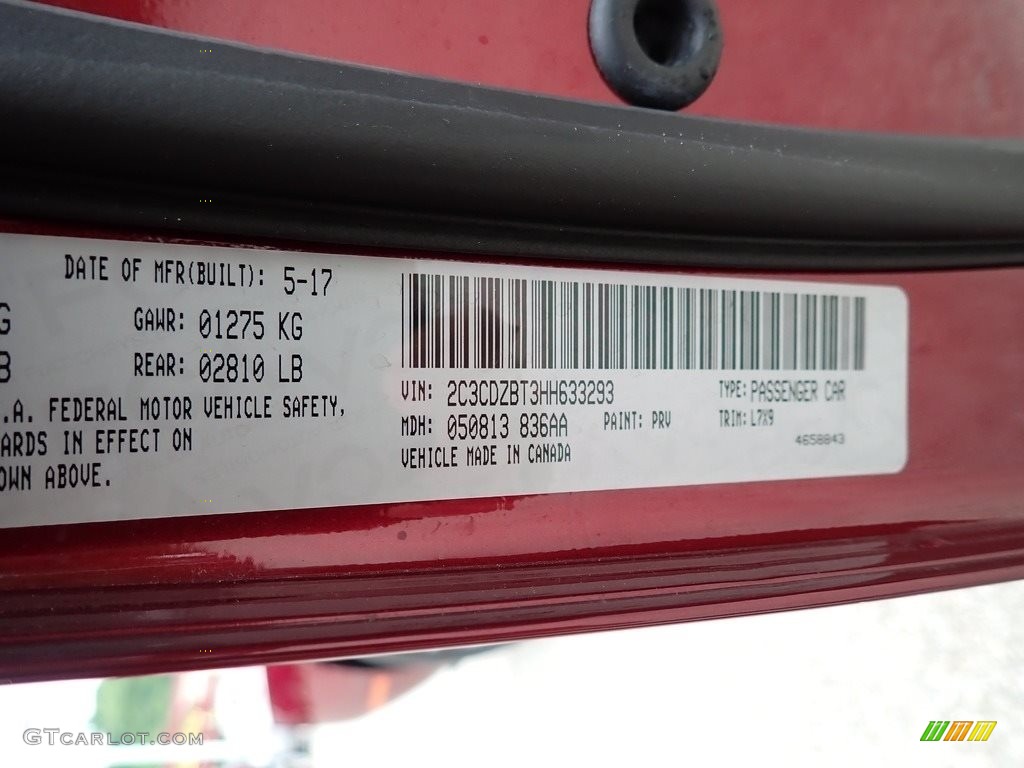 DATE OF MFR(BUILT): 5-17
G GAWR: 01275 KG
B REAR: 02810 LB
.A. FEDERAL MOTOR VEHICLE SAFETY,
ARDS IN EFFECT ON
OWN ABOVE.
VIN: 2C3CDZBT3HH633293 TYPE: PASSENGER CAR
MDH: 050813 836AA PAINT: PRV TRIM: L7X9
VEHICLE MADE IN CANADA 4658843
GTCARLOT.COM